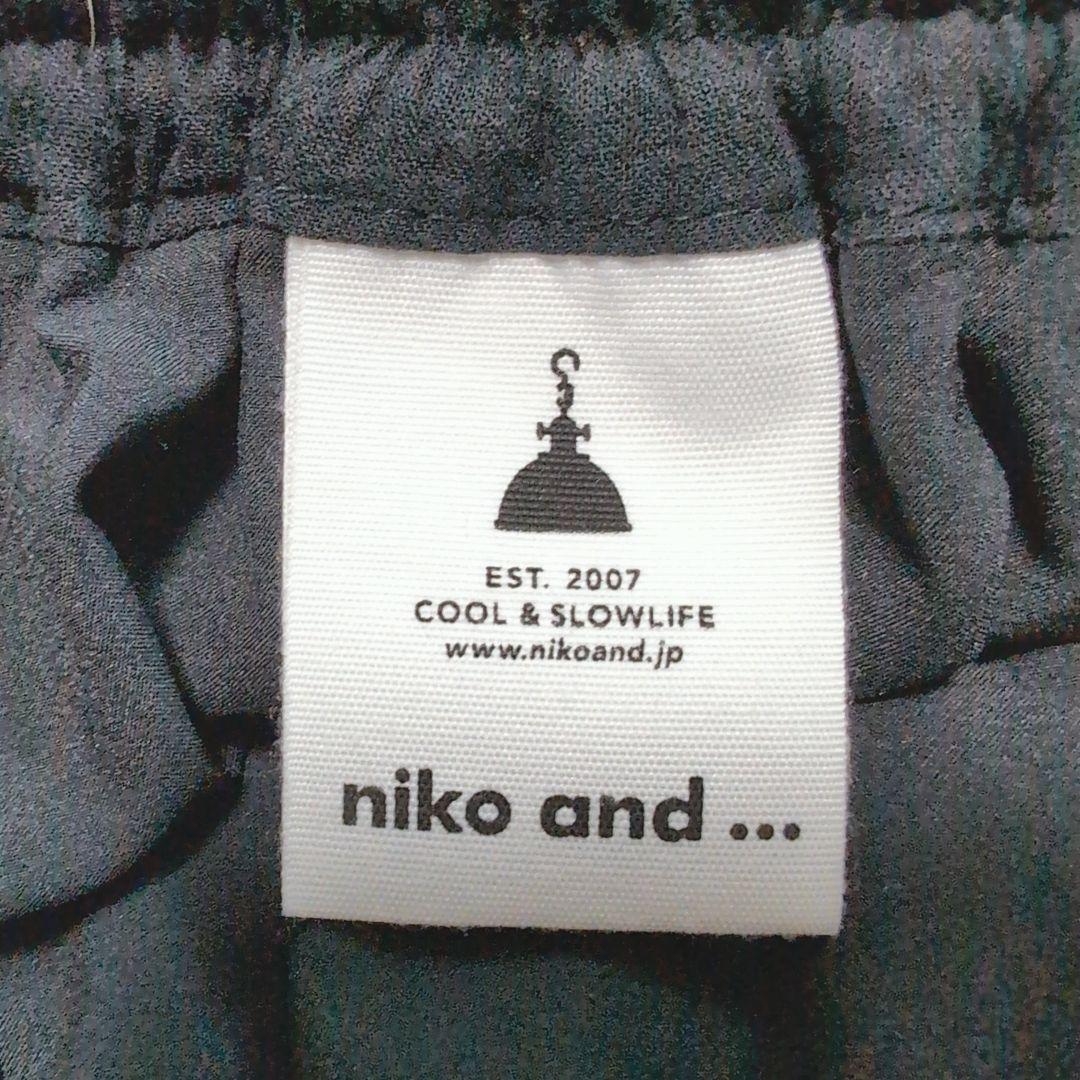 EST. 2007
COOL & SLOWLIFE
www.nikoand.jp
niko and ...